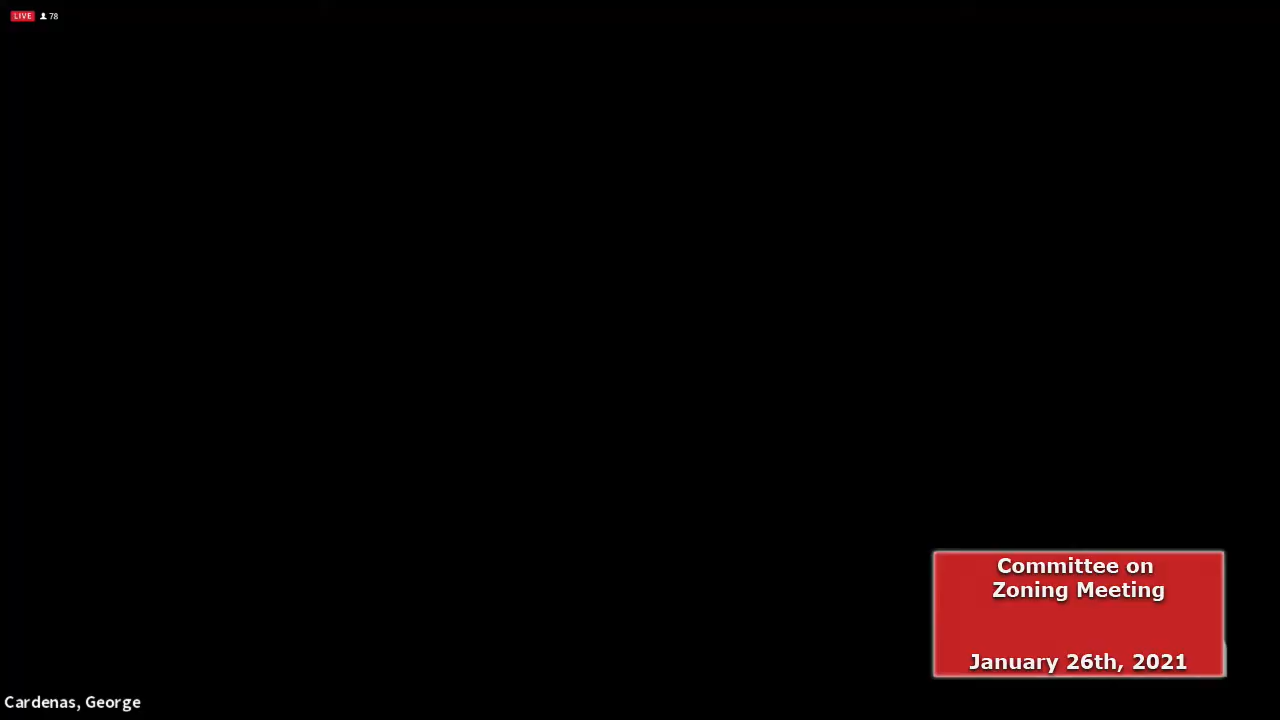 LIVE 78
Committee on
Zoning Meeting
January 26th, 2021
Cardenas, George